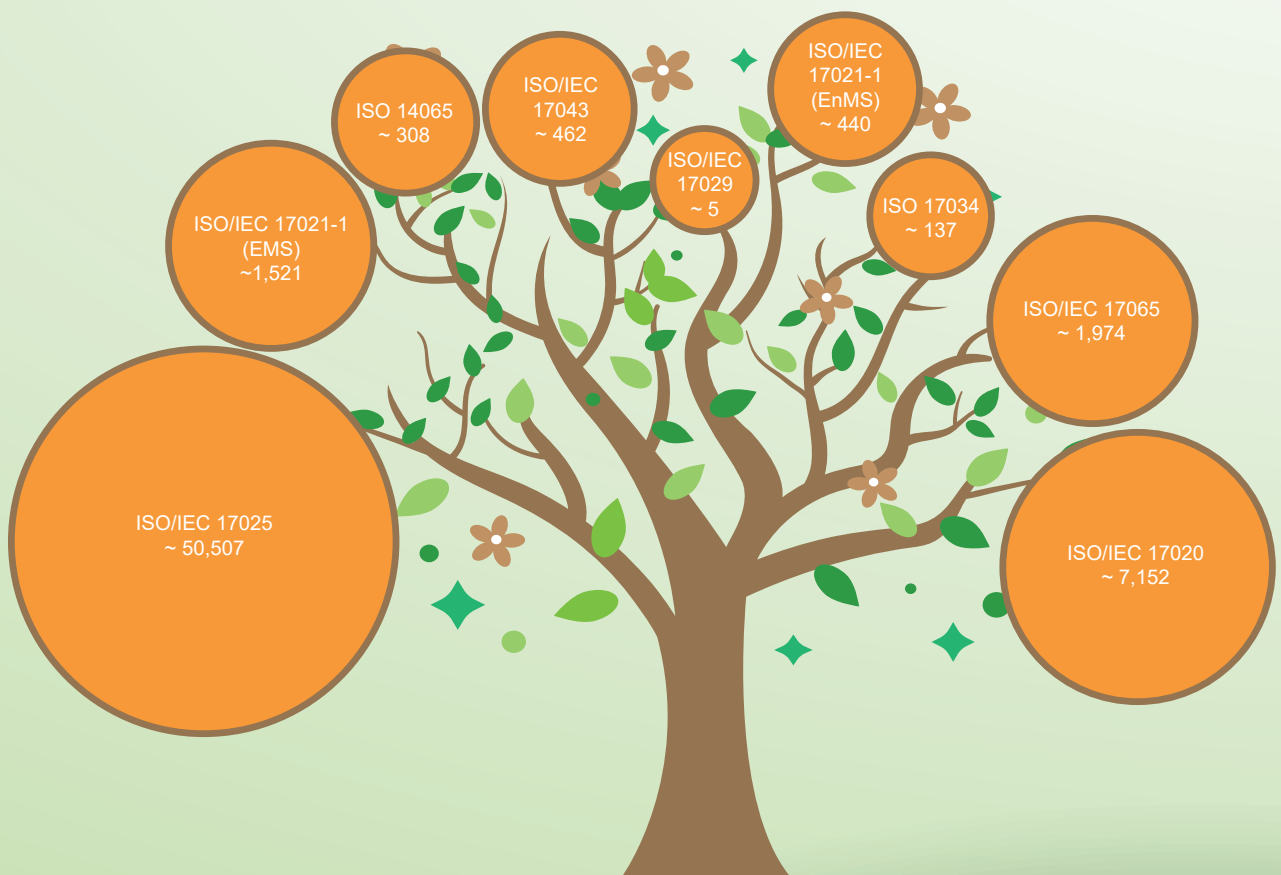 ISO/IEC
17021-1
(EnMS)
~ 440
ISO/IEC
17043
~ 462
ISO 14065
~ 308
ISO/IEC
17029
~ 5
ISO 17034
~ 137
ISO/IEC 17021-1
(EMS)
~1,521
ISO/IEC 17065
~ 1,974
ISO/IEC 17025
~ 50,507
ISO/IEC 17020
~ 7,152